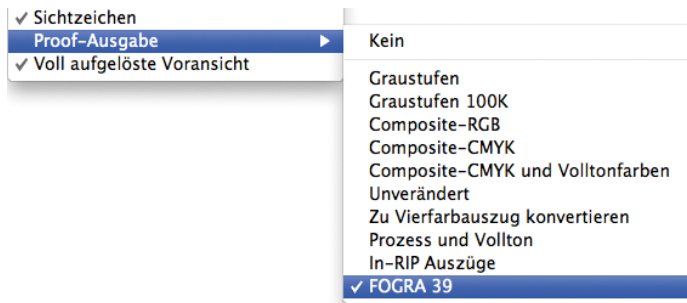 ✓ Sichtzeichen
Proof-Ausgabe
✓ Voll aufgelöste Voransicht
Kein
Graustufen
Graustufen 100K
Composite-RGB
Composite-CMYK
Composite-CMYK und Volltonfarben
Unverändert
Zu Vierfarbauszug konvertieren
Prozess und Vollton
In-RIP Auszüge
✓ FOGRA 39